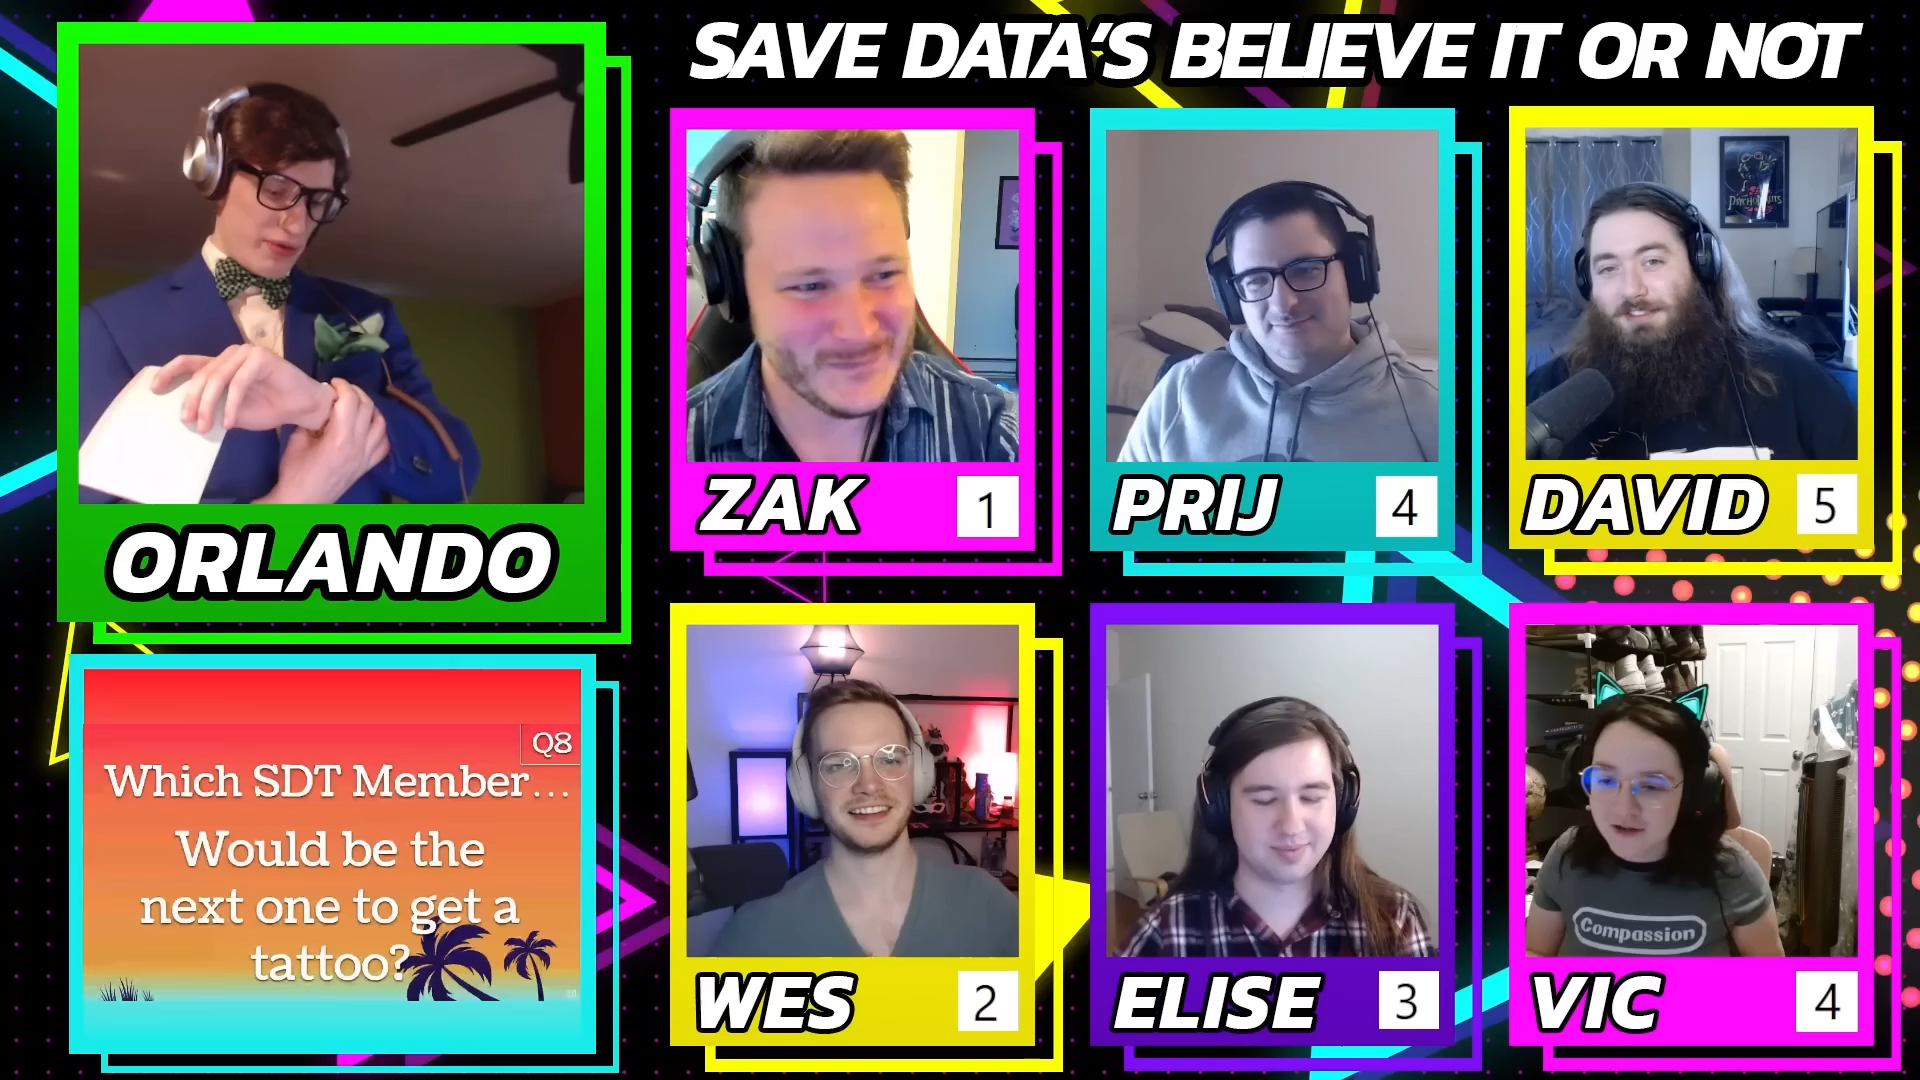 SAVE DATA'S BELIEVE IT OR NOT
ORLANDO
ZAK 1
PRIJ 4
PSYCHONAUTS
DAVID 5
Q8
Which SDT Member...
Would be the
next one to get a
tattoo?
WES 2
ELISE 3
Compassion
VIC 4